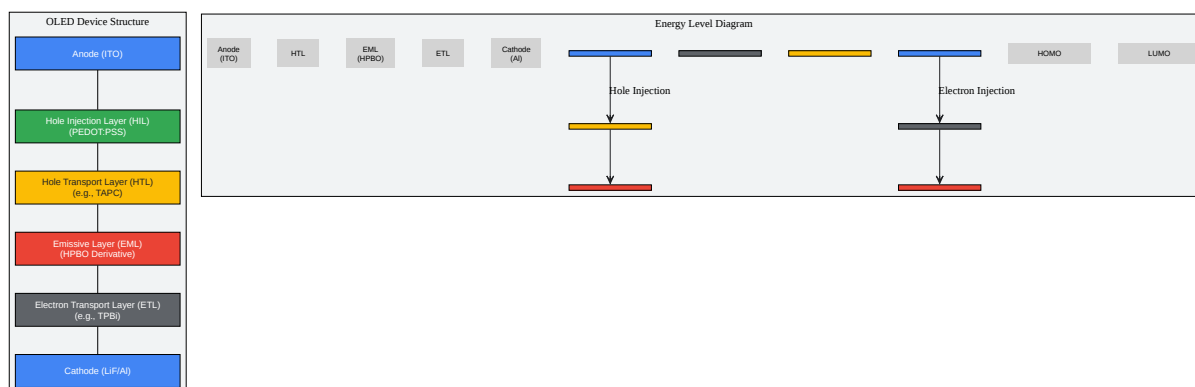 OLED Device Structure
Anode (ITO)
Hole Injection Layer (HIL)
(PEDOT:PSS)
Hole Transport Layer (HTL)
(e.g., TAPC)
Emissive Layer (EML)
(HPBO Derivative)
Electron Transport Layer (ETL)
(e.g., TPBi)
Cathode (LiF/Al)
Energy Level Diagram
Anode
(ITO)
HTL
EML
(HPBO)
ETL
Cathode
(Al)
HOMO
LUMO
Hole Injection
Electron Injection